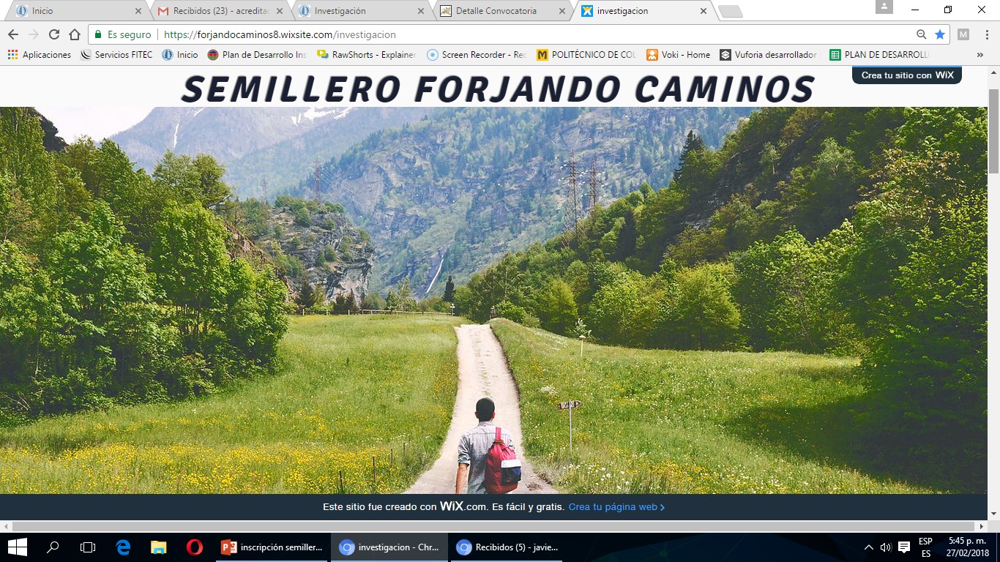 Inicio
Recibidos (23) - acredita
Investigación
Detalle Convocatoria
investigacion
Es seguro
https://forjandocaminos8.wixsite.com/investigacion
M
Aplicaciones
Servicios FITEC
Inicio
Plan de Desarrollo Ins
RawShorts - Explainer
Screen Recorder - Rec
POLITÉCNICO DE COL
Voki - Home
Vuforia desarrollador
PLAN DE DESARROLL
»
SEMILLERO FORJANDO CAMINOS
Crea tu sitio con WiX
Este sitio fue creado con WiX.com. Es fácil y gratis. Crea tu página web >
inscripción semiller...
investigacion - Chr...
Recibidos (5) - javie...
ESP
ES
5:45 p. m.
27/02/2018